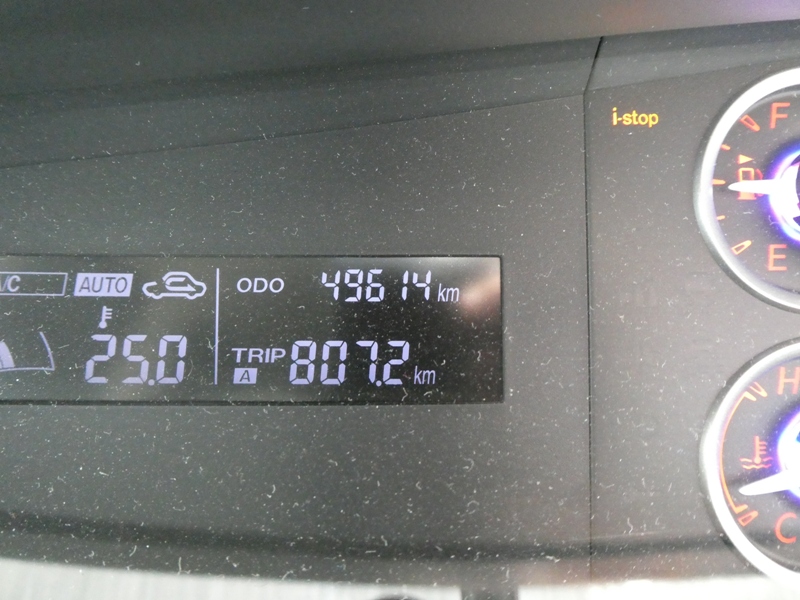 i-stop
F
E
A/C AUTO ODO 49614 km
25.0 TRIP A 807.2 km
H
C